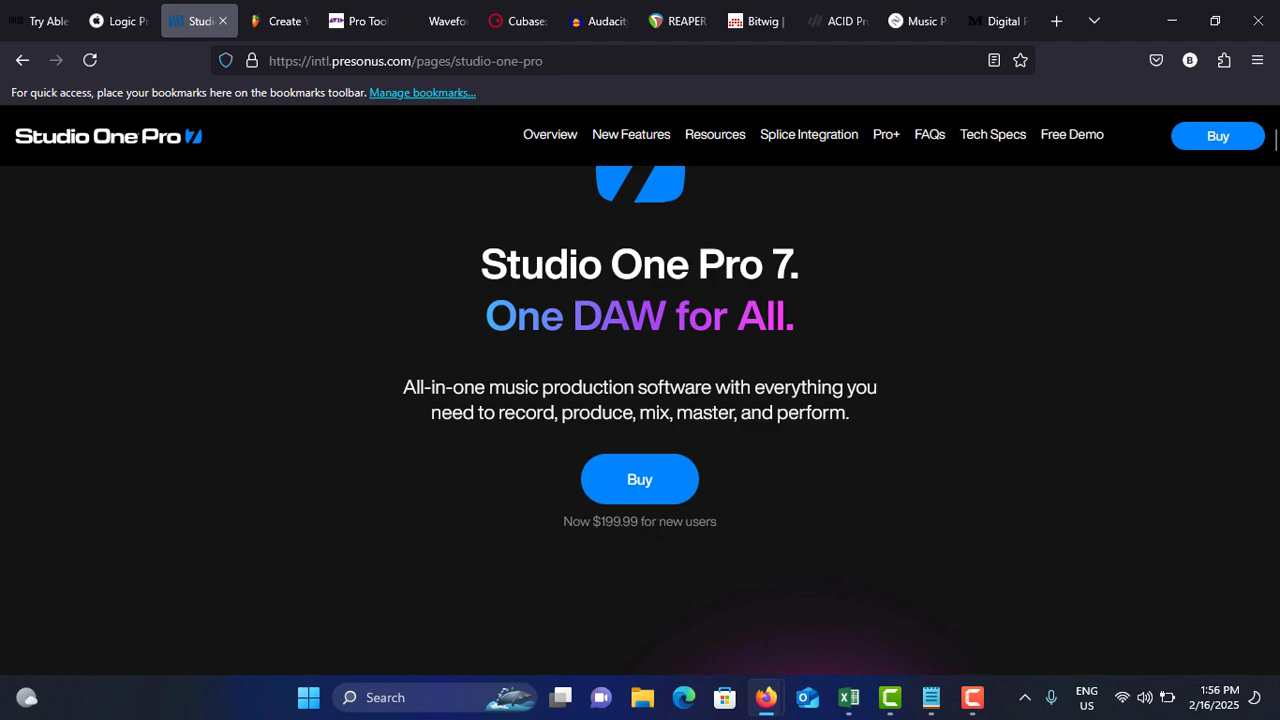 Try Able
Logic Pr
Studi
Create Y
Pro Tool
Wavefo
Cubase:
Audacity
REAPER
Bitwig |
ACID Pr
Music P
Digital P
https://intl.presonus.com/pages/studio-one-pro
For quick access, place your bookmarks here on the bookmarks toolbar. Manage bookmarks...
Studio One Pro 7
Overview
New Features
Resources
Splice Integration
Pro+
FAQs
Tech Specs
Free Demo
Buy
Studio One Pro 7.
One DAW for All.
All-in-one music production software with everything you
need to record, produce, mix, master, and perform.
Buy
Now $199.99 for new users
Search
ENG
US
1:56 PM
2/16/2025